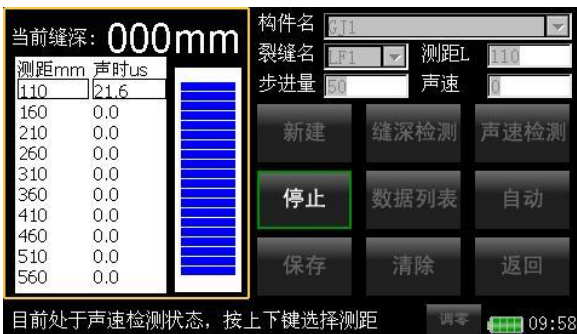 当前缝深: 000mm
测距mm 声时us
110 21.6
160 0.0
210 0.0
260 0.0
310 0.0
360 0.0
410 0.0
460 0.0
510 0.0
560 0.0
构件名 GJ1
裂缝名 LF1 测距L 110
步进量 50 声速 0
新建 缝深检测 声速检测
停止 数据列表 自动
保存 清除 返回
目前处于声速检测状态，按上下键选择测距 调零 09:58